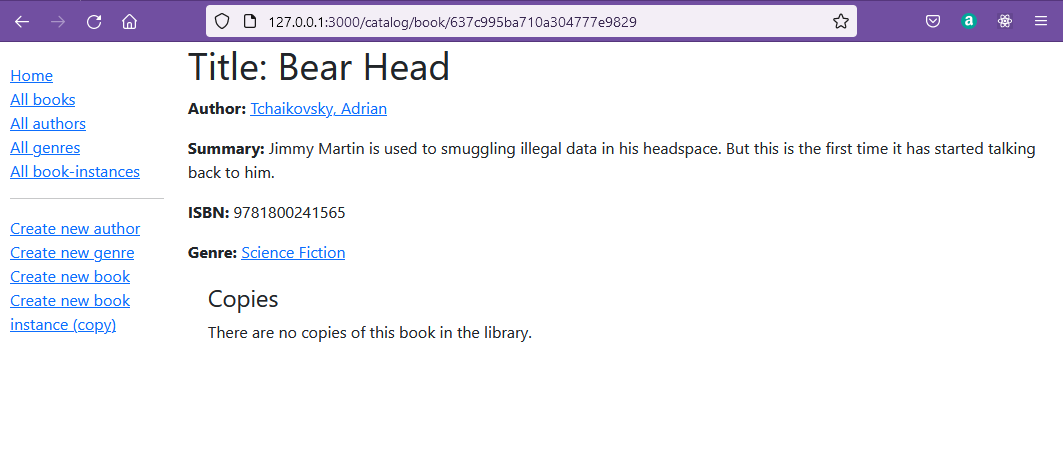 127.0.0.1:3000/catalog/book/637c995ba710a304777e9829
Home
All books
All authors
All genres
All book-instances
Create new author
Create new genre
Create new book
Create new book
instance (copy)
Title: Bear Head
Author: Tchaikovsky, Adrian
Summary: Jimmy Martin is used to smuggling illegal data in his headspace. But this is the first time it has started talking
back to him.
ISBN: 9781800241565
Genre: Science Fiction
Copies
There are no copies of this book in the library.